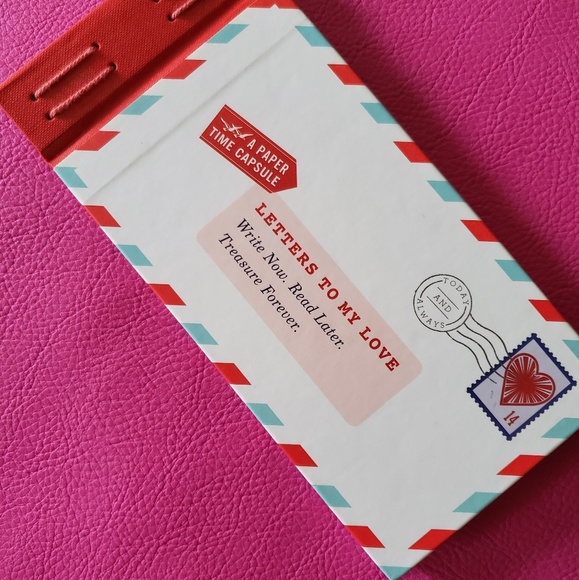 A PAPER
TIME CAPSULE
LETTERS TO MY LOVE
Write Now. Read Later.
Treasure Forever.
TODAY
AND
ALWAYS
14